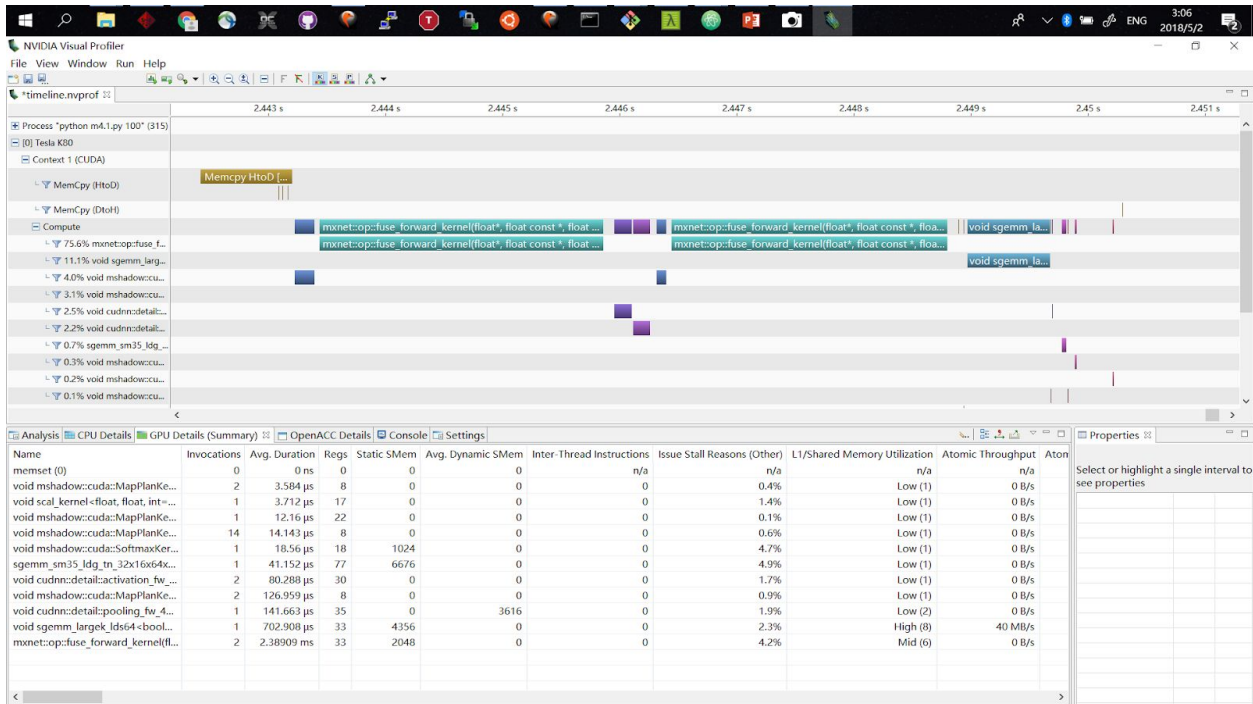 ENG
3:06
2018/5/2
NVIDIA Visual Profiler
File View Window Run Help
*timeline.nvprof
2.443 s 2.444 s 2.445 s 2.446 s 2.447 s 2.448 s 2.449 s 2.45 s 2.451 s
Process "python m4.1.py 100" (315)
[0] Tesla K80
Context 1 (CUDA)
MemCpy (HtoD) Memcpy HtoD [...
MemCpy (DtoH)
Compute mxnet::op::fuse_forward_kernel(float*, float const *, float ... mxnet::op::fuse_forward_kernel(float*, float const *, floa... void sgemm_la...
75.6% mxnet::op::fuse_f... mxnet::op::fuse_forward_kernel(float*, float const *, float ... mxnet::op::fuse_forward_kernel(float*, float const *, floa...
11.1% void sgemm_larg... void sgemm_la...
4.0% void mshadow::cu...
3.1% void mshadow::cu...
2.5% void cudnn::detail::...
2.2% void cudnn::detail:...
0.7% sgemm_sm35_ldg_...
0.3% void mshadow::cu...
0.2% void mshadow::cu...
0.1% void mshadow::cu...
Analysis CPU Details GPU Details (Summary) OpenACC Details Console Settings Properties
Name Invocations Avg. Duration Regs Static SMem Avg. Dynamic SMem Inter-Thread Instructions Issue Stall Reasons (Other) L1/Shared Memory Utilization Atomic Throughput Aton
memset (0) 0 0 ns 0 0 0 n/a n/a n/a n/a
void mshadow::cuda::MapPlanKe... 2 3.584 µs 8 0 0 0 0.4% Low (1) 0 B/s
void scal_kernel<float, float, int=... 1 3.712 µs 17 0 0 0 1.4% Low (1) 0 B/s
void mshadow::cuda::MapPlanKe... 1 12.16 µs 22 0 0 0 0.1% Low (1) 0 B/s
void mshadow::cuda::MapPlanKe... 14 14.143 µs 8 0 0 0 0.6% Low (1) 0 B/s
void mshadow::cuda::SoftmaxKer... 1 18.56 µs 18 1024 0 0 4.7% Low (1) 0 B/s
sgemm_sm35_ldg_tn_32x16x64x... 1 41.152 µs 77 6676 0 0 4.9% Low (1) 0 B/s
void cudnn::detail::activation_fw_... 2 80.288 µs 30 0 0 0 1.7% Low (1) 0 B/s
void mshadow::cuda::MapPlanKe... 2 126.959 µs 8 0 0 0 0.9% Low (1) 0 B/s
void cudnn::detail::pooling_fw_4... 1 141.663 µs 35 0 3616 0 1.9% Low (2) 0 B/s
void sgemm_largek_lds64<bool... 1 702.908 µs 33 4356 0 0 2.3% High (8) 40 MB/s
mxnet::op::fuse_forward_kernel(fl... 2 2.38909 ms 33 2048 0 0 4.2% Mid (6) 0 B/s
Select or highlight a single interval to
see properties